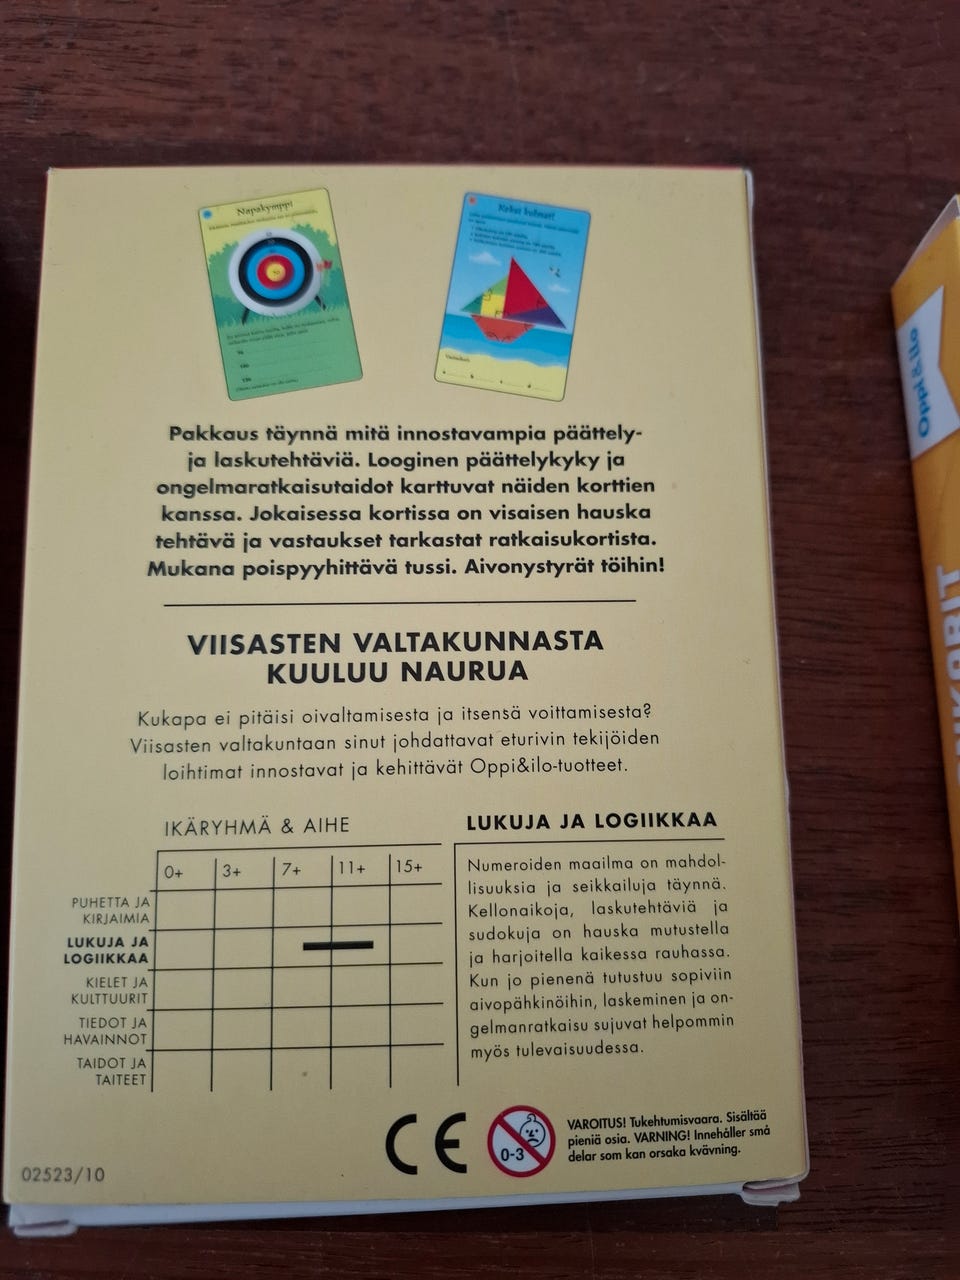 Napakymppi
Keksi kulmat!
Pakkaus täynnä mitä innostavampia päättely-
ja laskutehtäviä. Looginen päättelykyky ja
ongelmaratkaisutaidot karttuvat näiden korttien
kanssa. Jokaisessa kortissa on visaisen hauska
tehtävä ja vastaukset tarkastat ratkaisukortista.
Mukana poispyyhittävä tussi. Aivonystyrät töihin!
VIISASTEN VALTAKUNNASTA
KUULUU NAURUA
Kukapa ei pitäisi oivaltamisesta ja itsensä voittamisesta?
Viisasten valtakuntaan sinut johdattavat eturivin tekijöiden
loihtimat innostavat ja kehittävät Oppi&ilo-tuotteet.
IKÄRYHMÄ & AIHE
0+ 3+ 7+ 11+ 15+
PUHETTA JA
KIRJAIMIA
LUKUJA JA
LOGIIKKAA
KIELET JA
KULTTUURIT
TIEDOT JA
HAVAINNOT
TAIDOT JA
TAITEET
LUKUJA JA LOGIIKKAA
Numeroiden maailma on mahdol-
lisuuksia ja seikkailuja täynnä.
Kellonaikoja, laskutehtäviä ja
sudokuja on hauska mutustella
ja harjoitella kaikessa rauhassa.
Kun jo pienenä tutustuu sopiviin
aivopähkinöihin, laskeminen ja on-
gelmanratkaisu sujuvat helpommin
myös tulevaisuudessa.
CE
0-3
VAROITUS! Tukehtumisvaara. Sisältää
pieniä osia. VARNING! Innehåller små
delar som kan orsaka kvävning.
02523/10
Oppi&ilo